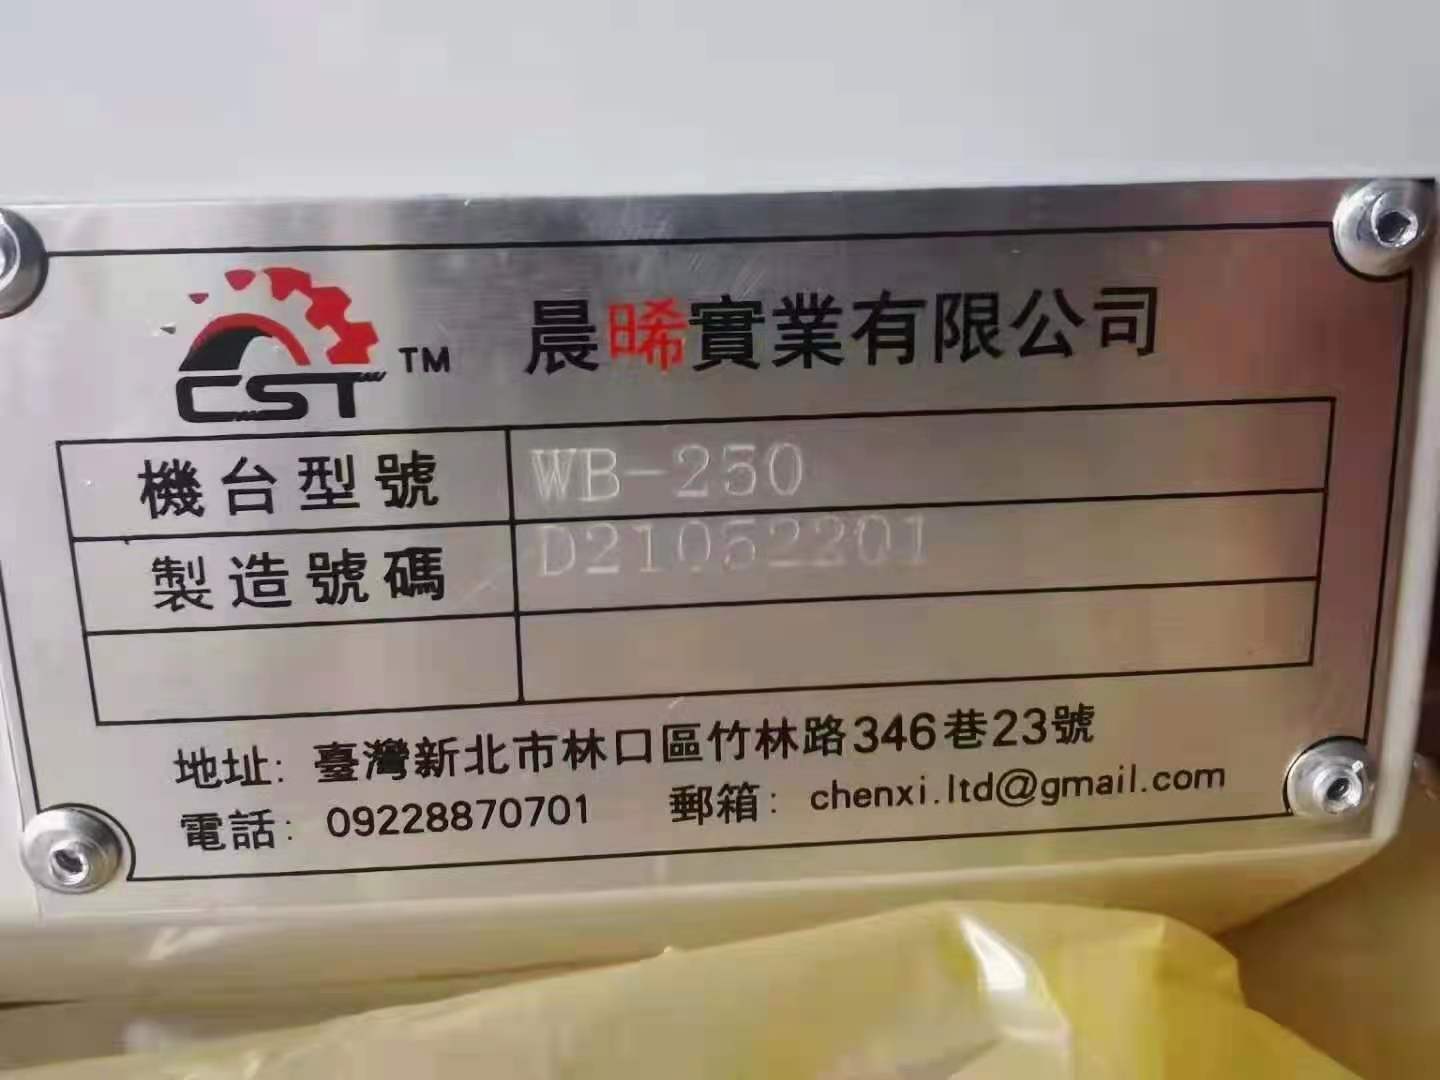 CST TM 晨晞實業有限公司
機台型號 WB-250
製造號碼 D21052201
地址: 臺灣新北市林口區竹林路346巷23號
電話: 09228870701 郵箱: chenxi.ltd@gmail.com